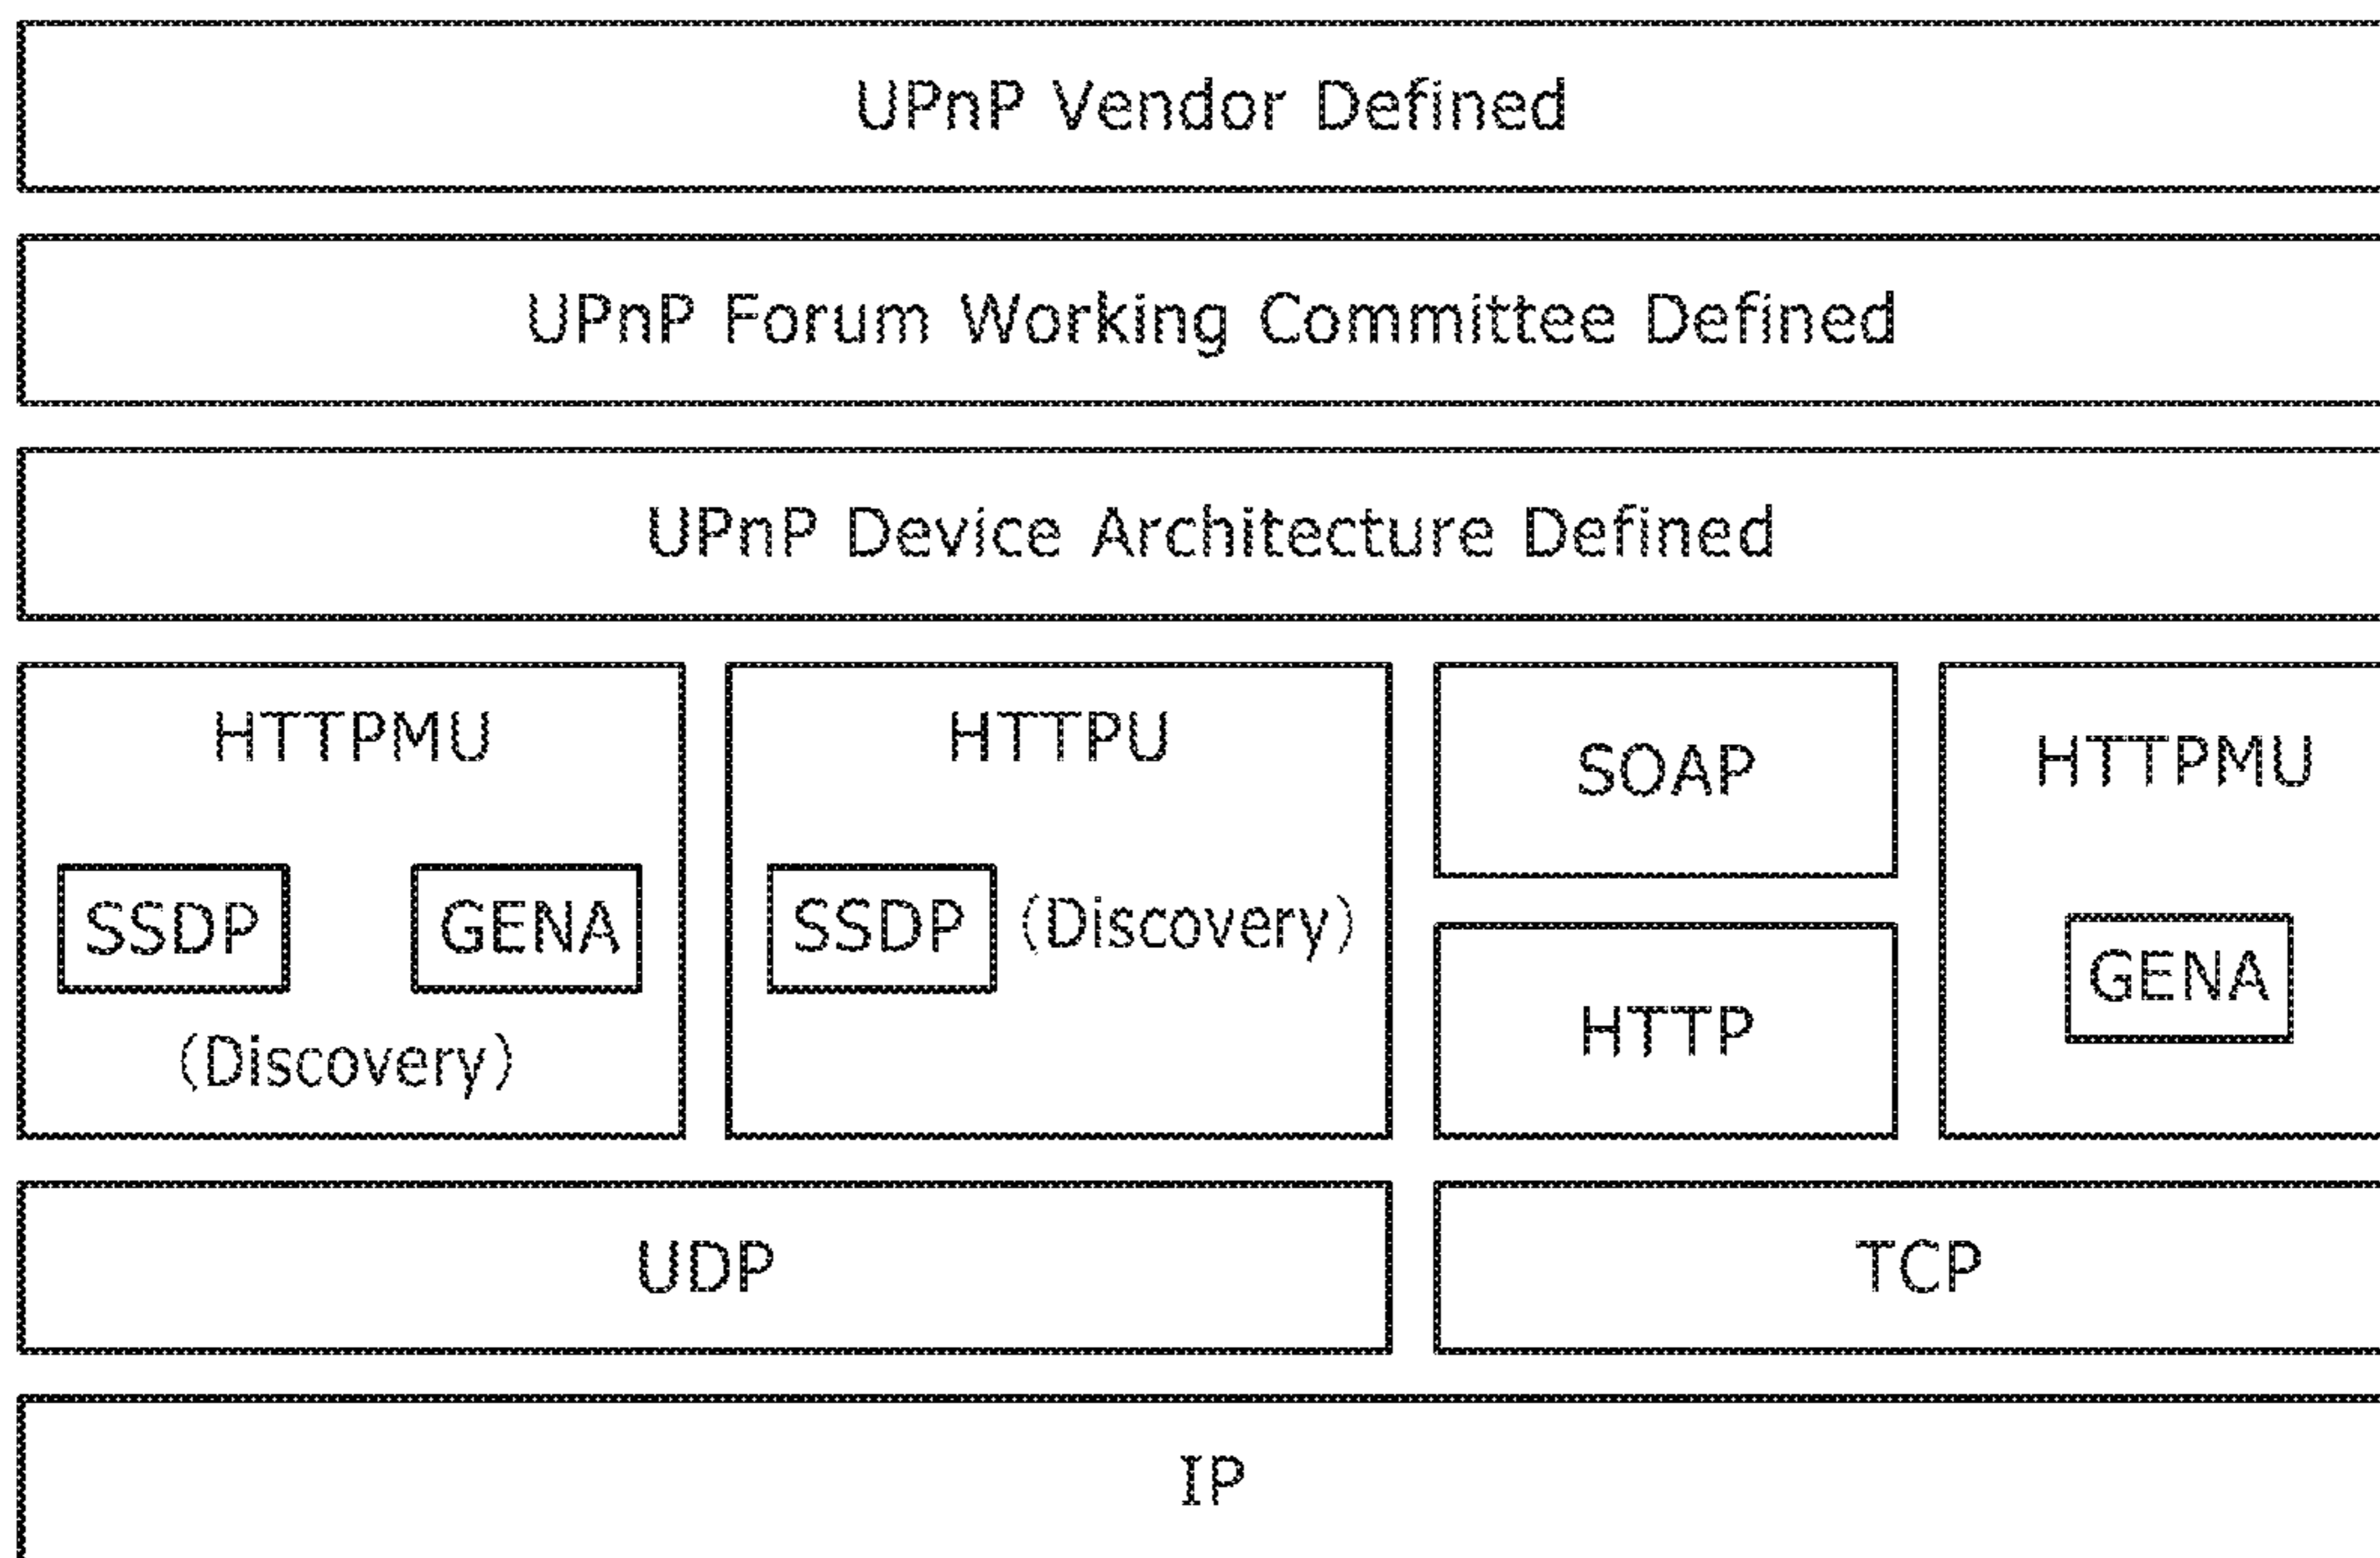 UPnP Vendor Defined
UPnP Forum Working Committee Defined
UPnP Device Architecture Defined
HTTPMU
SSDP GENA
(Discovery)
HTTPU
SSDP (Discovery)
SOAP
HTTP
HTTPMU
GENA
UDP
TCP
IP